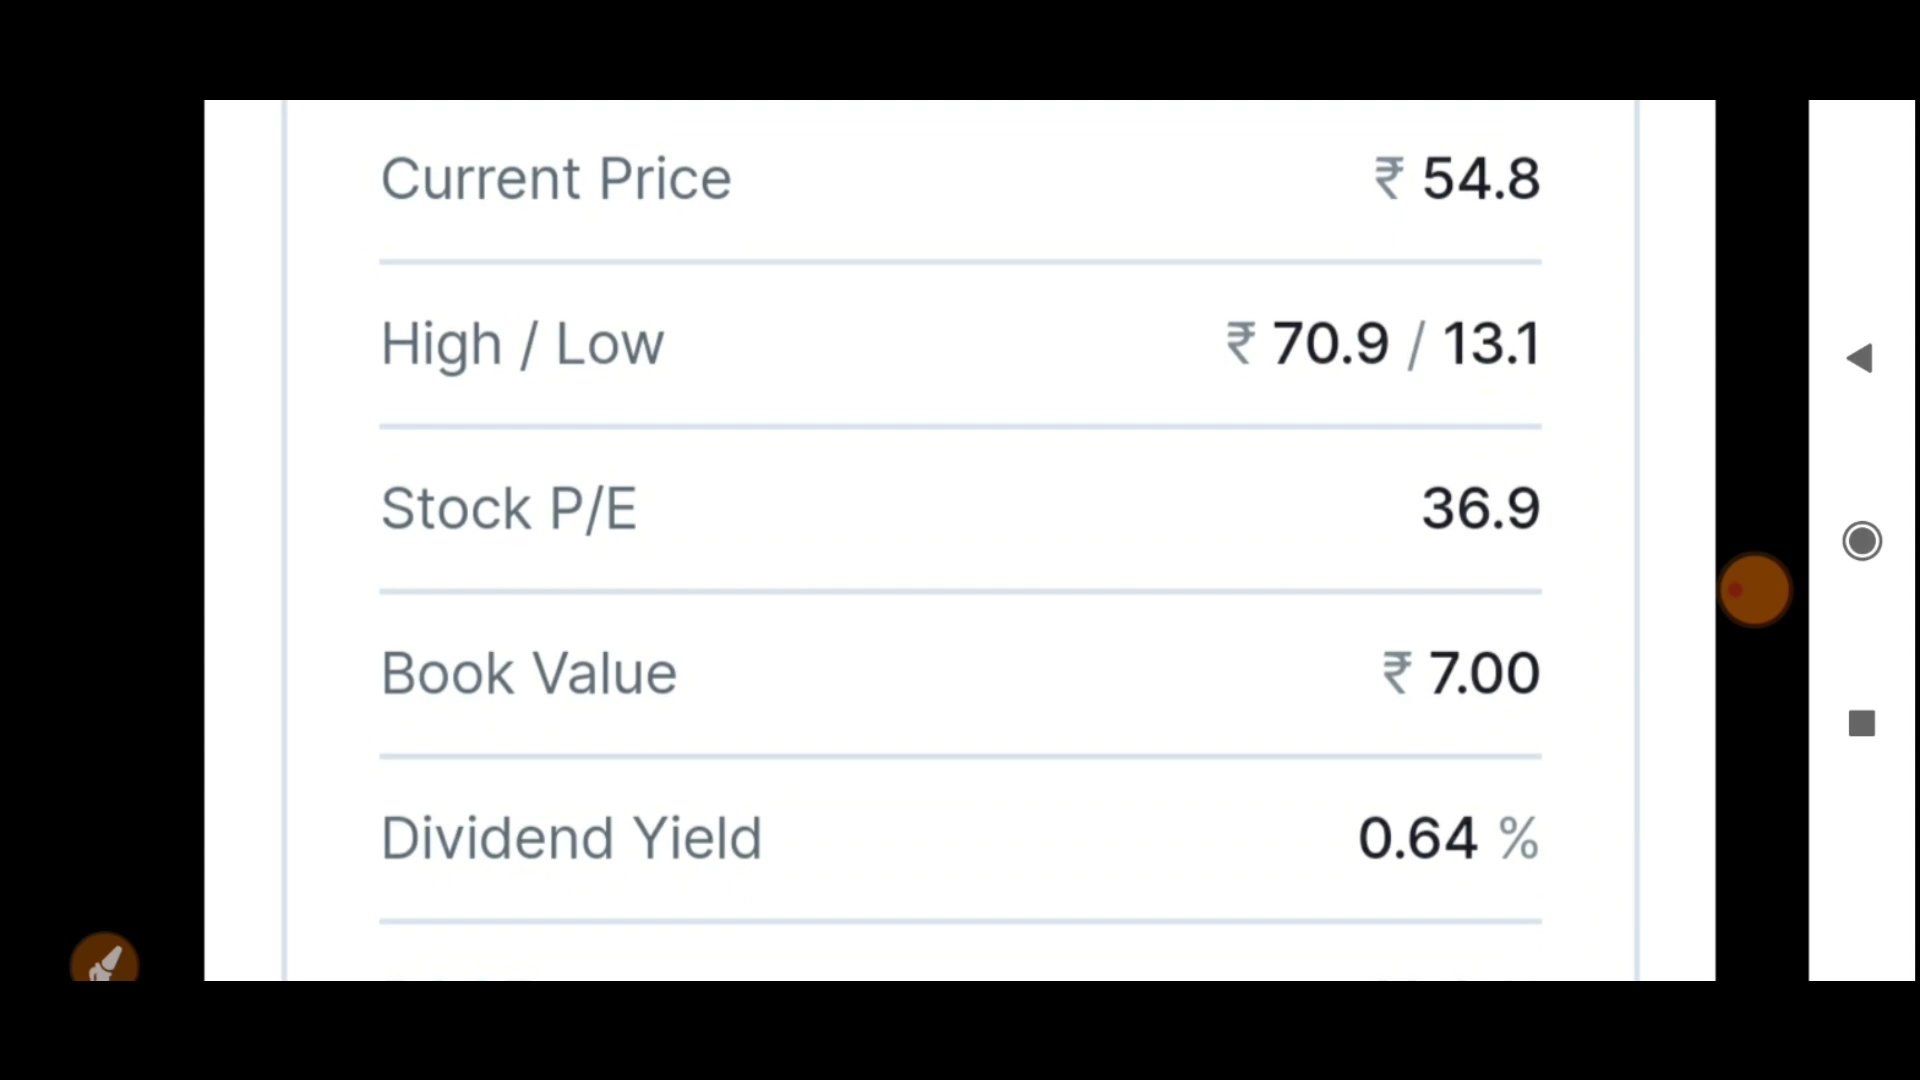 Current Price ₹ 54.8
High / Low ₹ 70.9 / 13.1
Stock P/E 36.9
Book Value ₹ 7.00
Dividend Yield 0.64 %